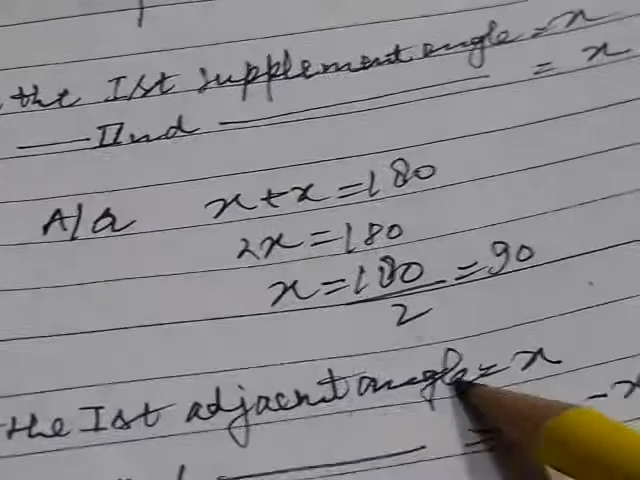 the Ist supplement angle = x
— IInd — = x
A/Q x + x = 180
2x = 180
x = 180/2 = 90
the Ist adjacent angle = x
= - x